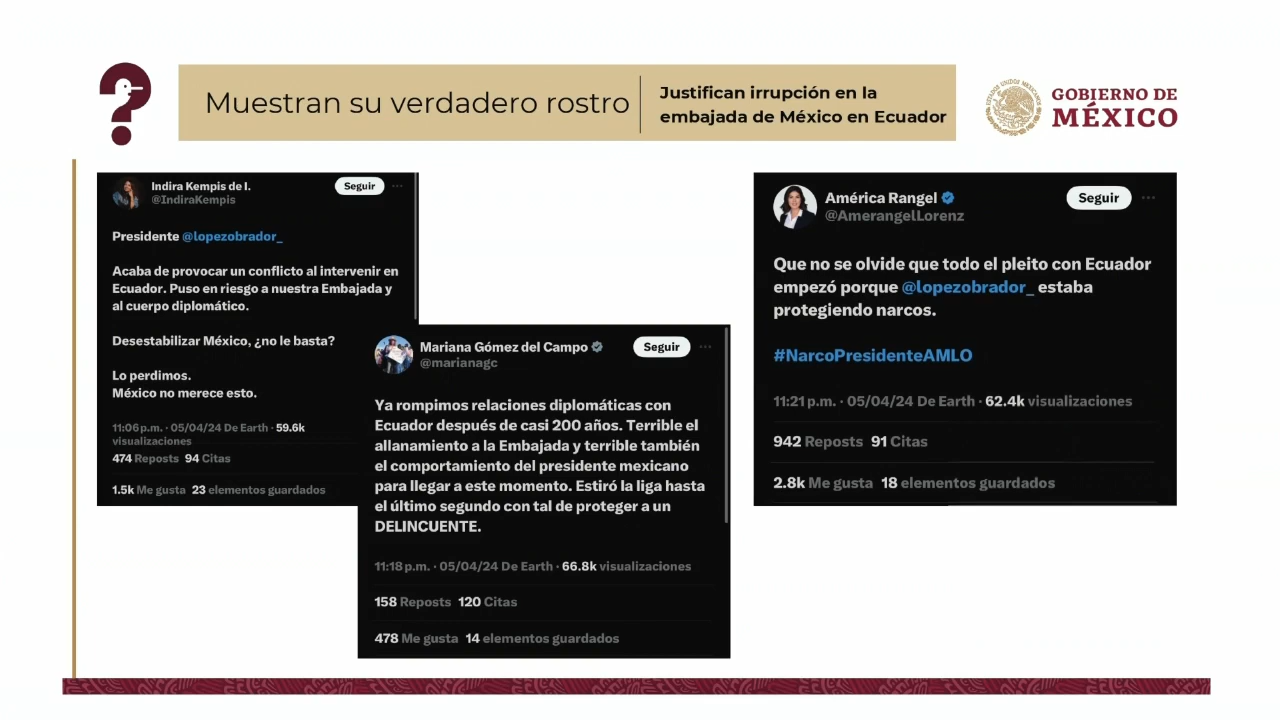 Muestran su verdadero rostro
Justifican irrupción en la
embajada de México en Ecuador
GOBIERNO DE
MÉXICO
Indira Kempis de I.
@IndiraKempis
Seguir
Presidente @lopezobrador_
Acaba de provocar un conflicto al intervenir en
Ecuador. Puso en riesgo a nuestra Embajada y
al cuerpo diplomático.
Desestabilizar México, ¿no le basta?
Lo perdimos.
México no merece esto.
11:06 p.m. · 05/04/24 De Earth · 59.6k
visualizaciones
474 Reposts 94 Citas
1.5k Me gusta 23 elementos guardados
Mariana Gómez del Campo
@marianagc
Seguir
Ya rompimos relaciones diplomáticas con
Ecuador después de casi 200 años. Terrible el
allanamiento a la Embajada y terrible también
el comportamiento del presidente mexicano
para llegar a este momento. Estiró la liga hasta
el último segundo con tal de proteger a un
DELINCUENTE.
11:18 p.m. · 05/04/24 De Earth · 66.8k visualizaciones
158 Reposts 120 Citas
478 Me gusta 14 elementos guardados
América Rangel
@AmerangelLorenz
Seguir
Que no se olvide que todo el pleito con Ecuador
empezó porque @lopezobrador_ estaba
protegiendo narcos.
#NarcoPresidenteAMLO
11:21 p.m. · 05/04/24 De Earth · 62.4k visualizaciones
942 Reposts 91 Citas
2.8k Me gusta 18 elementos guardados